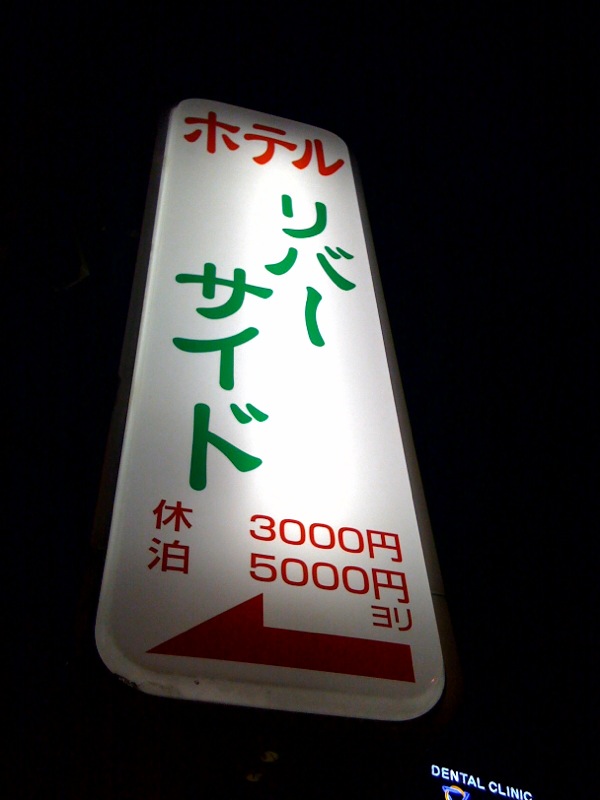 ホテル
リバー
サイド
休 3000円
泊 5000円
ヨリ
DENTAL CLINIC